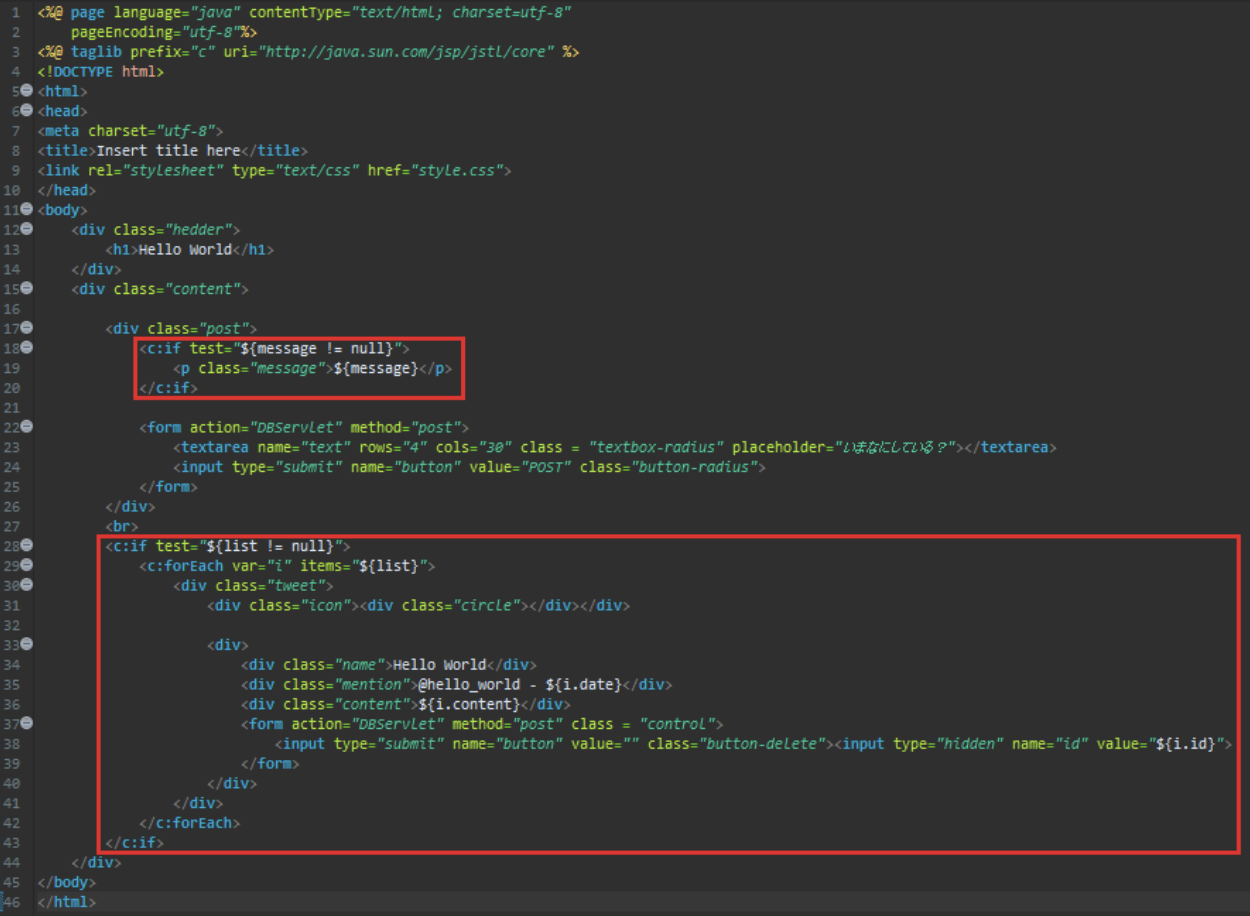 1 <%@ page language="java" contentType="text/html; charset=utf-8"
2     pageEncoding="utf-8"%>
3 <%@ taglib prefix="c" uri="http://java.sun.com/jsp/jstl/core" %>
4 <!DOCTYPE html>
5 <html>
6 <head>
7 <meta charset="utf-8">
8 <title>Insert title here</title>
9 <link rel="stylesheet" type="text/css" href="style.css">
10 </head>
11 <body>
12     <div class="hedder">
13         <h1>Hello World</h1>
14     </div>
15     <div class="content">
16
17         <div class="post">
18             <c:if test="${message != null}">
19                 <p class="message">${message}</p>
20             </c:if>
21
22             <form action="DBServlet" method="post">
23                 <textarea name="text" rows="4" cols="30" class = "textbox-radius" placeholder="いまなにしている？"></textarea>
24                 <input type="submit" name="button" value="POST" class="button-radius">
25             </form>
26         </div>
27         <br>
28         <c:if test="${list != null}">
29             <c:forEach var="i" items="${list}">
30                 <div class="tweet">
31                     <div class="icon"><div class="circle"></div></div>
32
33                     <div>
34                         <div class="name">Hello World</div>
35                         <div class="mention">@hello_world - ${i.date}</div>
36                         <div class="content">${i.content}</div>
37                         <form action="DBServlet" method="post" class = "control">
38                             <input type="submit" name="button" value="" class="button-delete"><input type="hidden" name="id" value="${i.id}">
39                         </form>
40                     </div>
41                 </div>
42             </c:forEach>
43         </c:if>
44     </div>
45 </body>
46 </html>